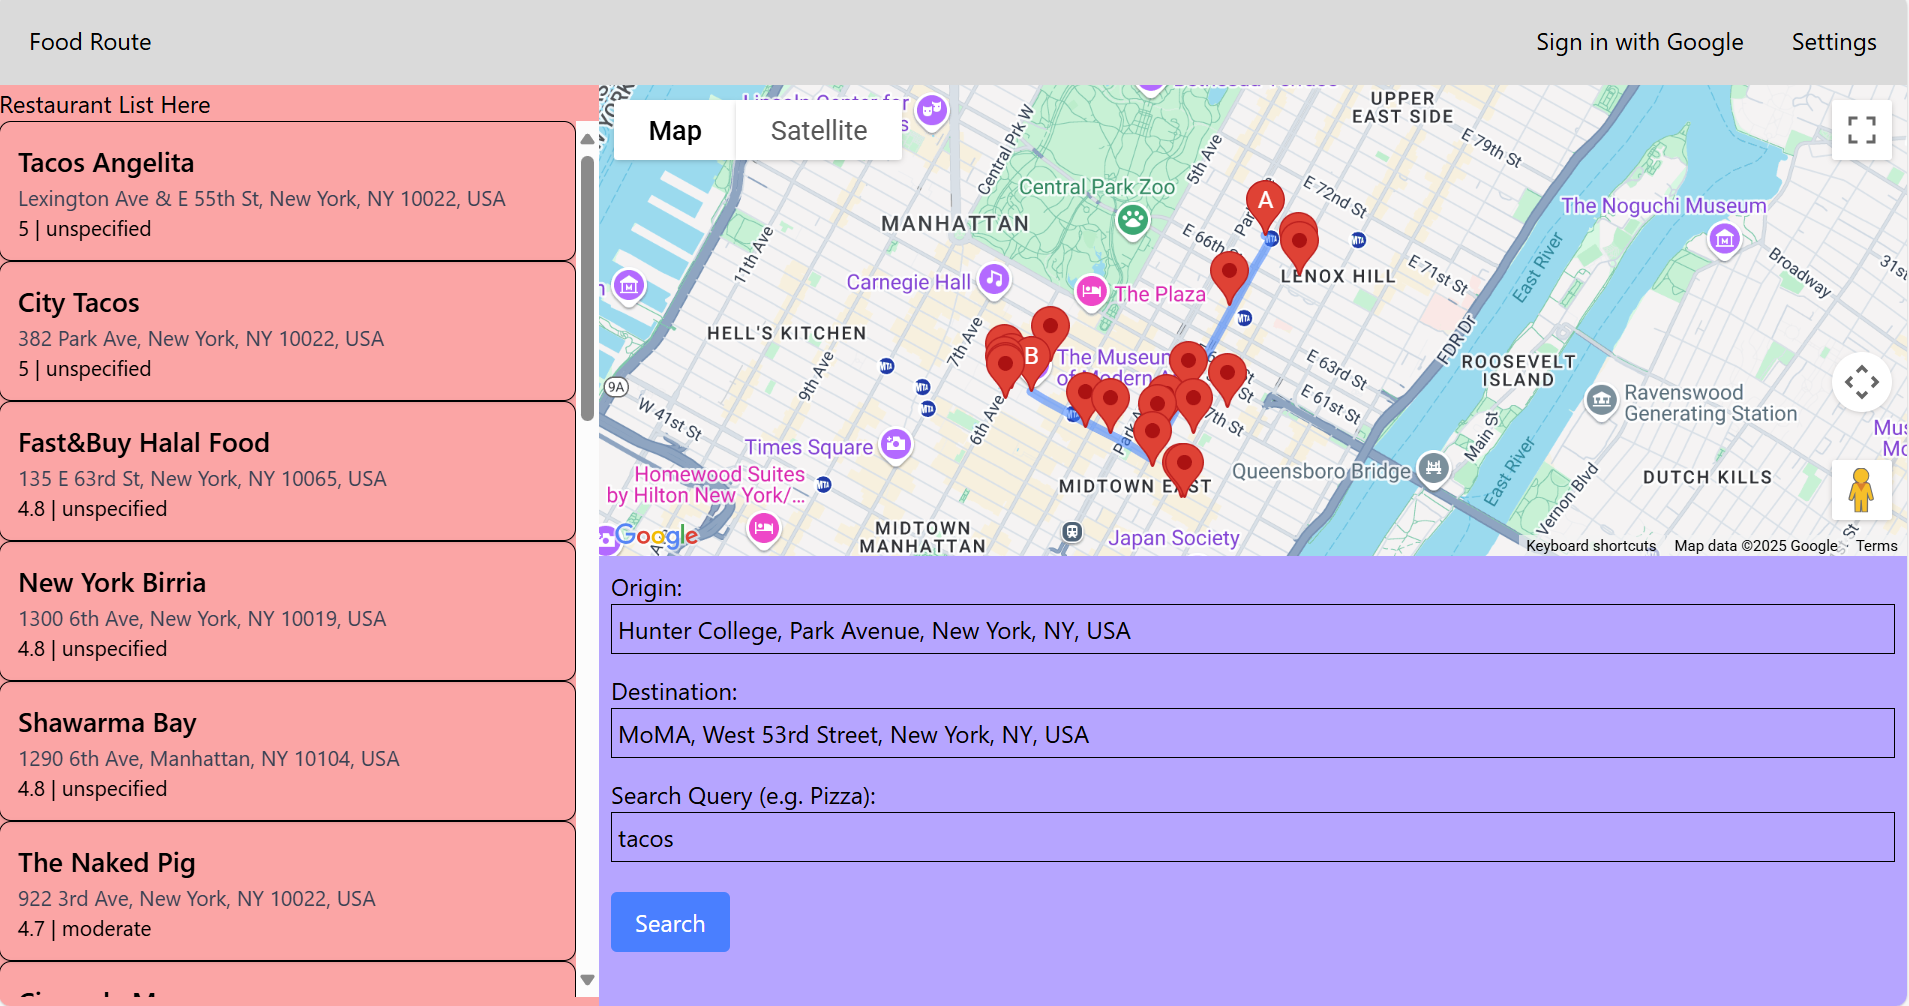 Food Route
Sign in with Google
Settings
Restaurant List Here
Tacos Angelita
Lexington Ave & E 55th St, New York, NY 10022, USA
5 | unspecified
City Tacos
382 Park Ave, New York, NY 10022, USA
5 | unspecified
Fast&Buy Halal Food
135 E 63rd St, New York, NY 10065, USA
4.8 | unspecified
New York Birria
1300 6th Ave, New York, NY 10019, USA
4.8 | unspecified
Shawarma Bay
1290 6th Ave, Manhattan, NY 10104, USA
4.8 | unspecified
The Naked Pig
922 3rd Ave, New York, NY 10022, USA
4.7 | moderate
Map
Satellite
UPPER
EAST SIDE
E 79th St
Central Park W
5th Ave
Central Park Zoo
E 72nd St
A
MANHATTAN
E 66th
11th Ave
LENOX HILL
E 71st St
The Noguchi Museum
East River
Broadway
31st
Carnegie Hall
The Plaza
HELL'S KITCHEN
7th Ave
B
The Museum
of Modern
9th Ave
9A
E 63rd St
E 61st St
FDR Dr
ROOSEVELT
ISLAND
Ravenswood
Generating Station
W 41st St
6th Ave
Park
7th St
Main St
Times Square
Homewood Suites
by Hilton New York/...
MIDTOWN EAST
Queensboro Bridge
East River
Vernon Blvd
DUTCH KILLS
MIDTOWN
MANHATTAN
Japan Society
Google
Keyboard shortcuts
Map data ©2025 Google
Terms
Origin:
Hunter College, Park Avenue, New York, NY, USA
Destination:
MoMA, West 53rd Street, New York, NY, USA
Search Query (e.g. Pizza):
tacos
Search